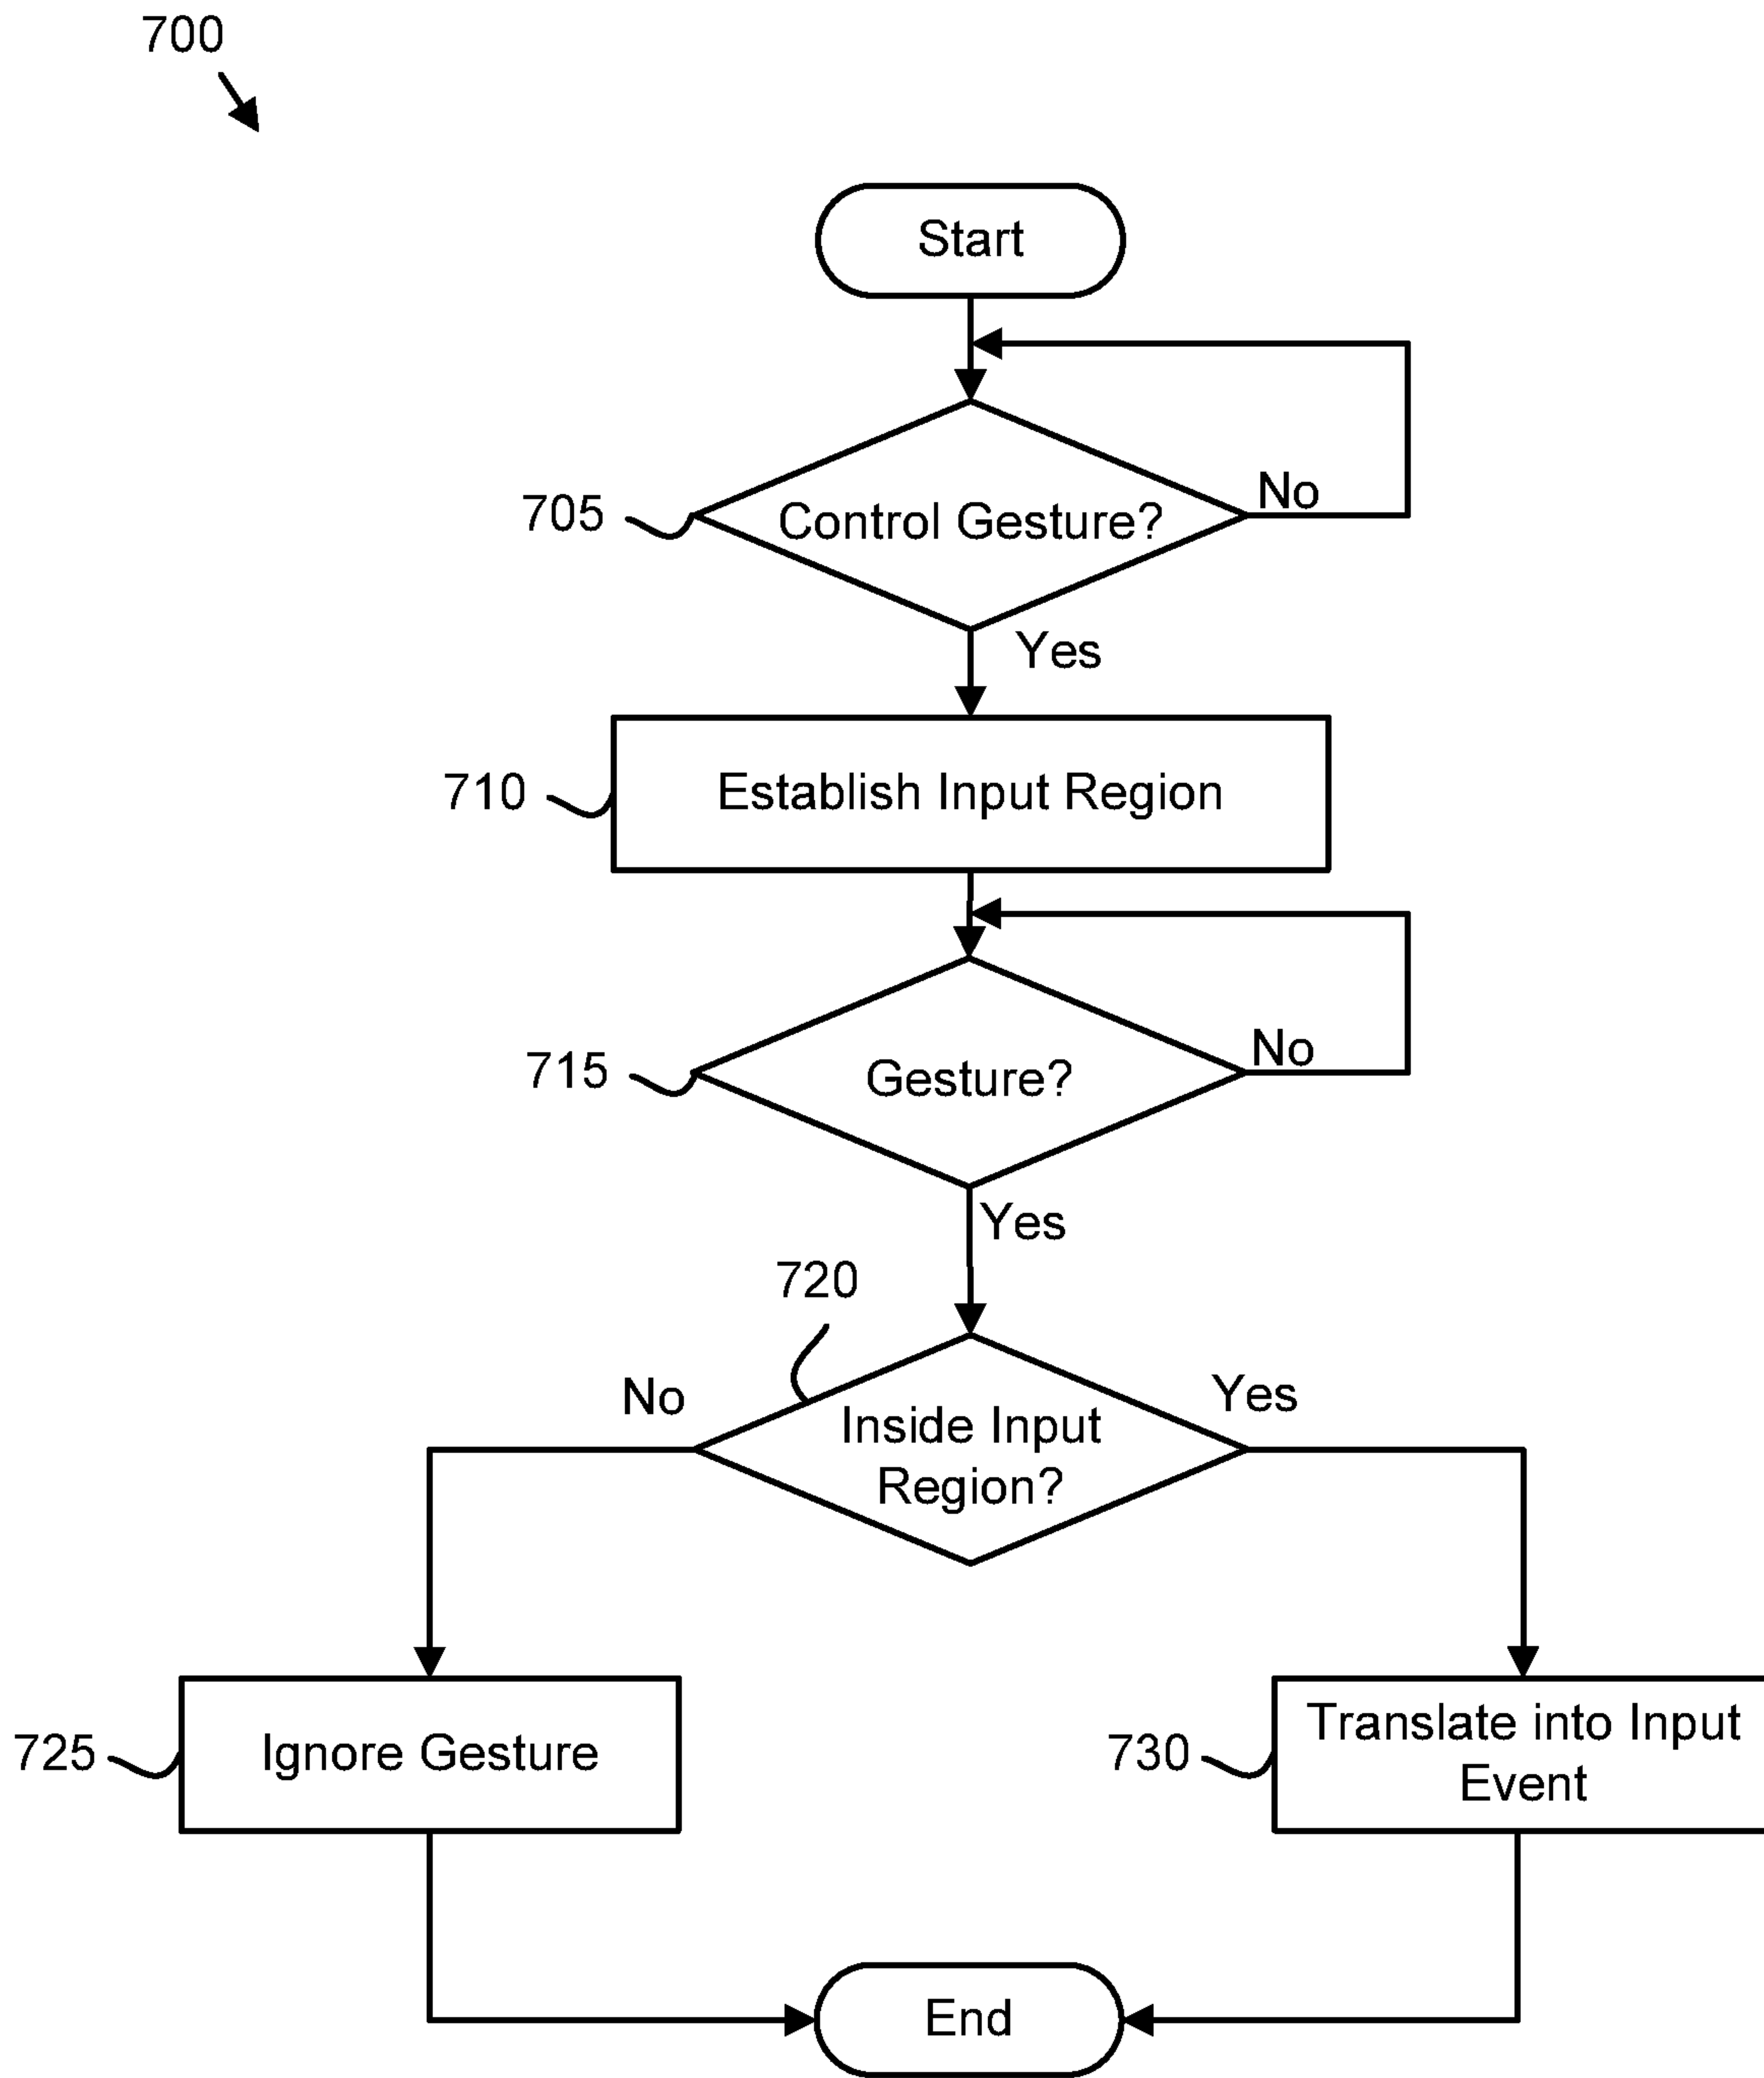 700
Start
705
Control Gesture?
No
Yes
710
Establish Input Region
715
Gesture?
No
Yes
720
No
Inside Input
Region?
Yes
725
Ignore Gesture
730
Translate into Input
Event
End